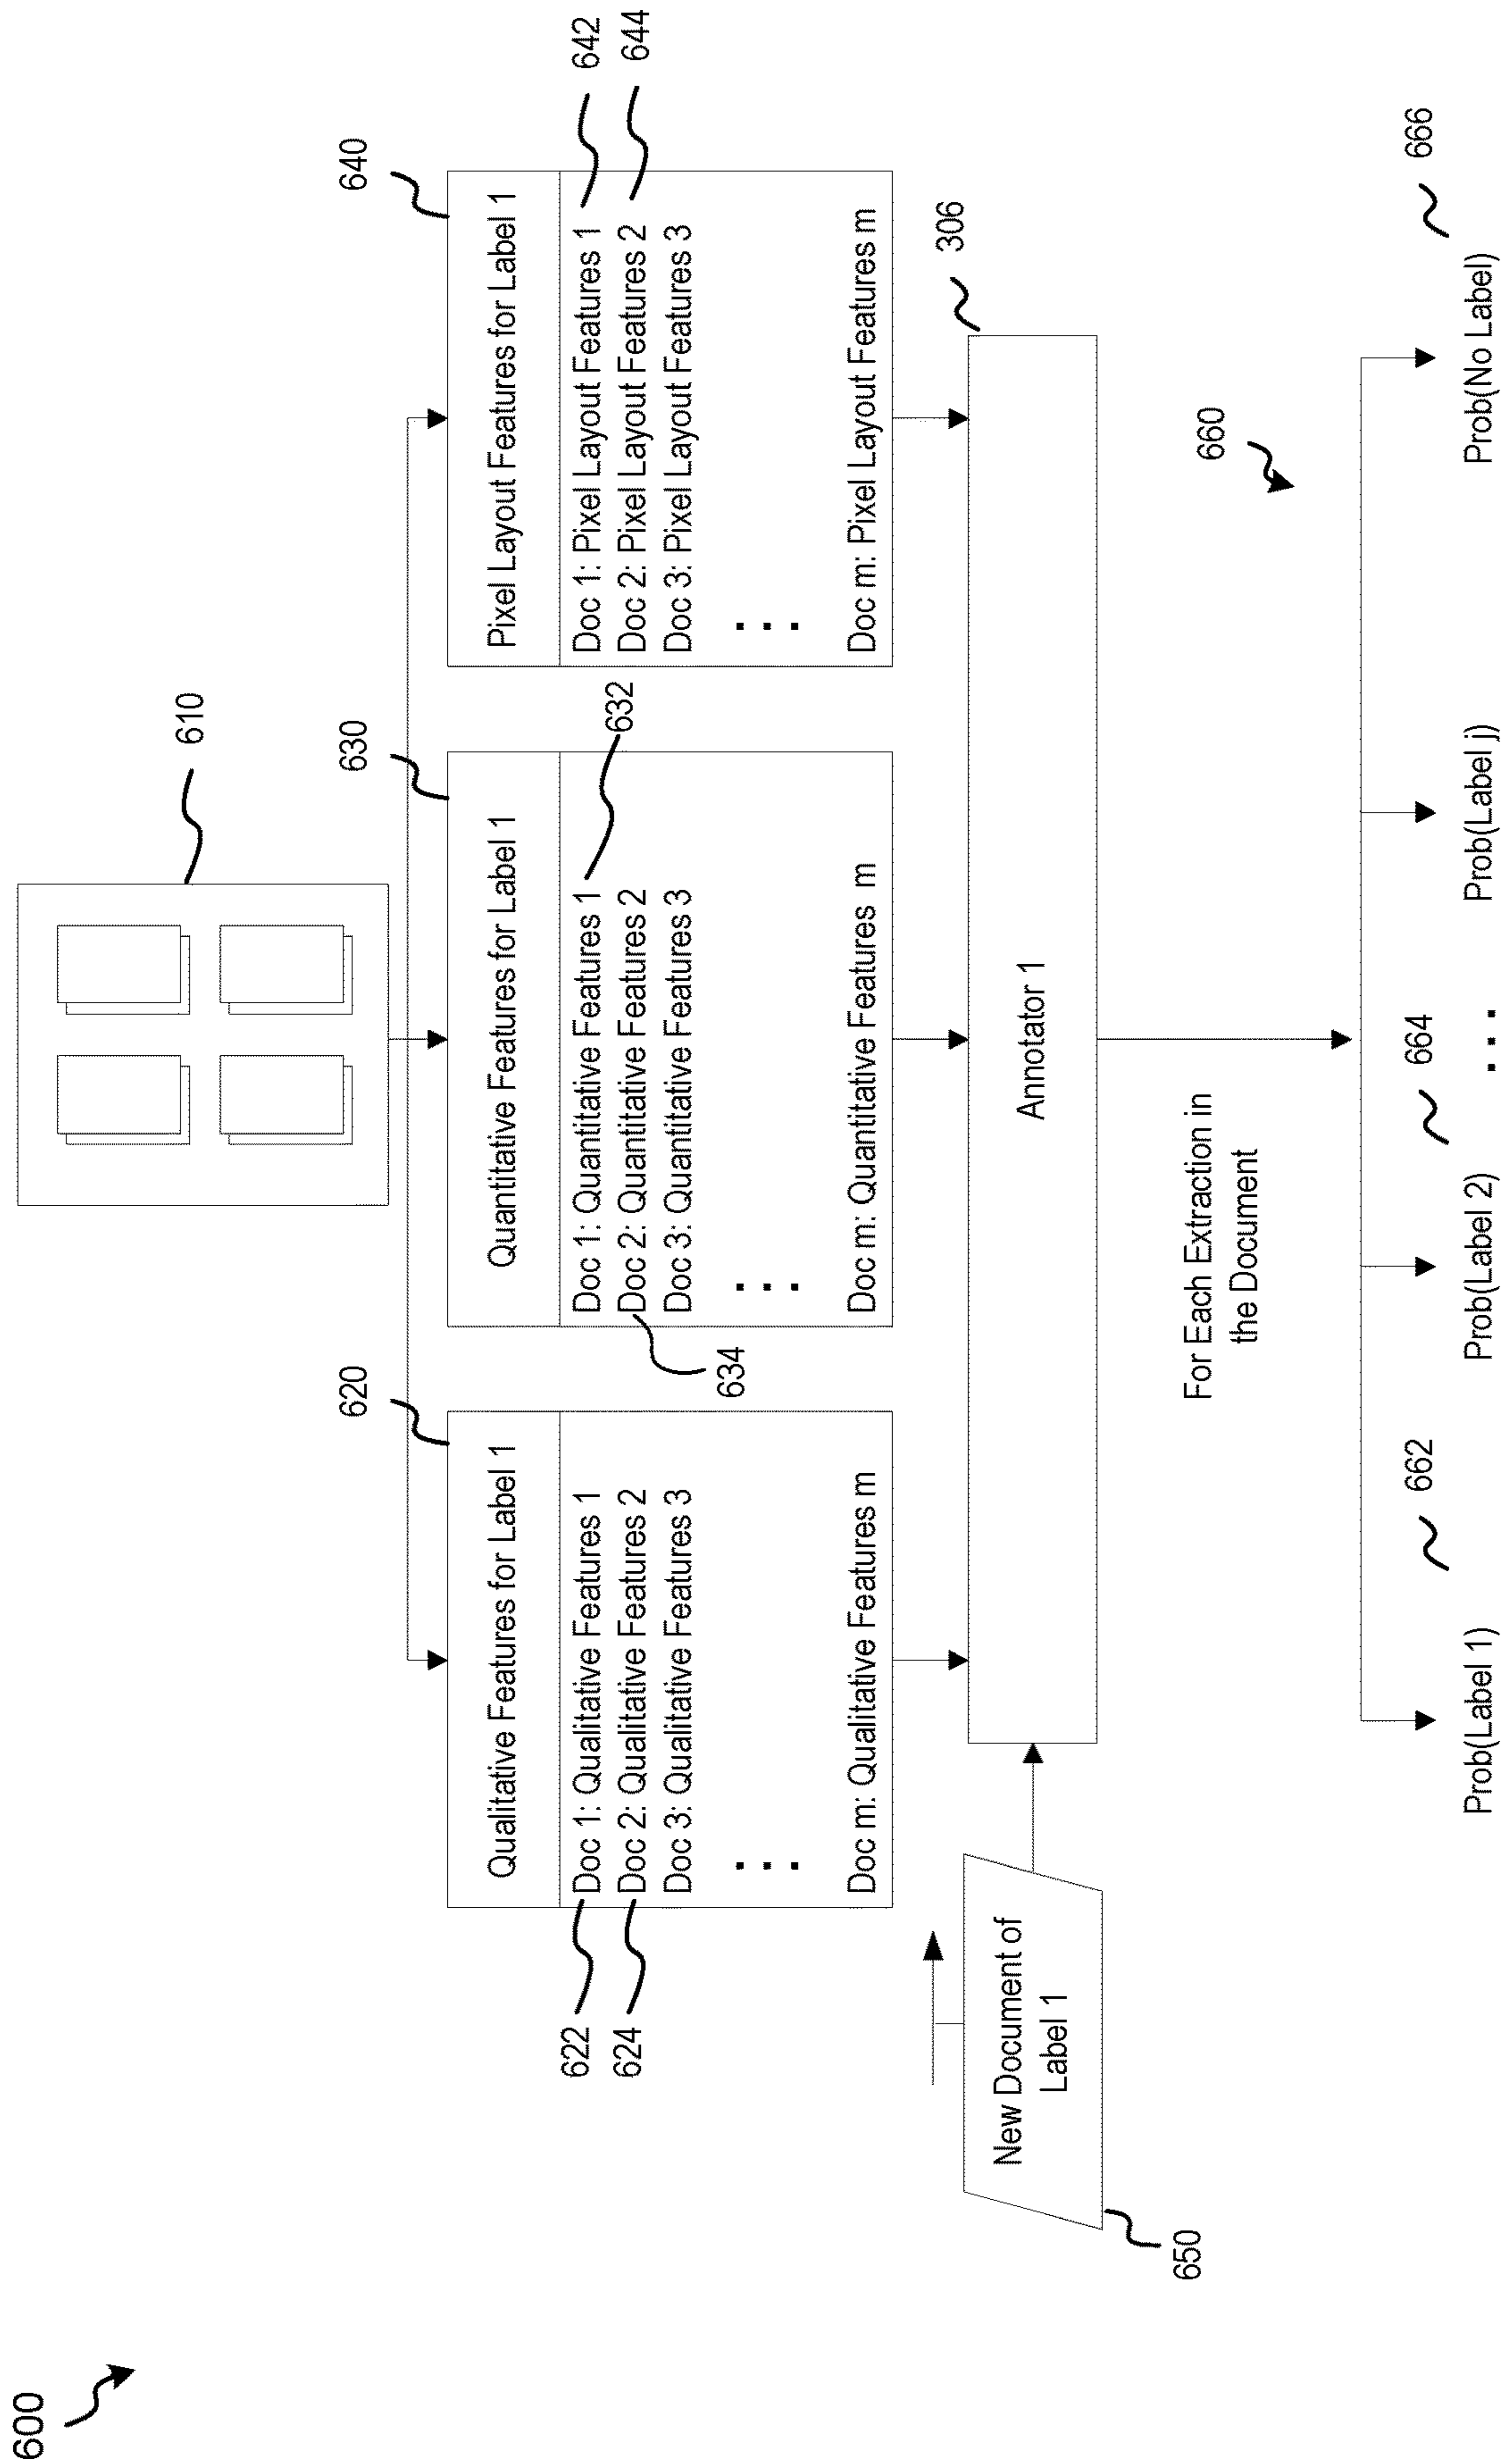 600
610
620
630
640
Qualitative Features for Label 1
Doc 1: Qualitative Features 1
Doc 2: Qualitative Features 2
Doc 3: Qualitative Features 3
...
Doc m: Qualitative Features m
622
624
Quantitative Features for Label 1
Doc 1: Quantitative Features 1
Doc 2: Quantitative Features 2
Doc 3: Quantitative Features 3
...
Doc m: Quantitative Features m
632
634
Pixel Layout Features for Label 1
Doc 1: Pixel Layout Features 1
Doc 2: Pixel Layout Features 2
Doc 3: Pixel Layout Features 3
...
Doc m: Pixel Layout Features m
642
644
New Document of
Label 1
650
Annotator 1
306
For Each Extraction in
the Document
660
662
664
666
Prob(Label 1)
Prob(Label 2)
...
Prob(Label j)
Prob(No Label)